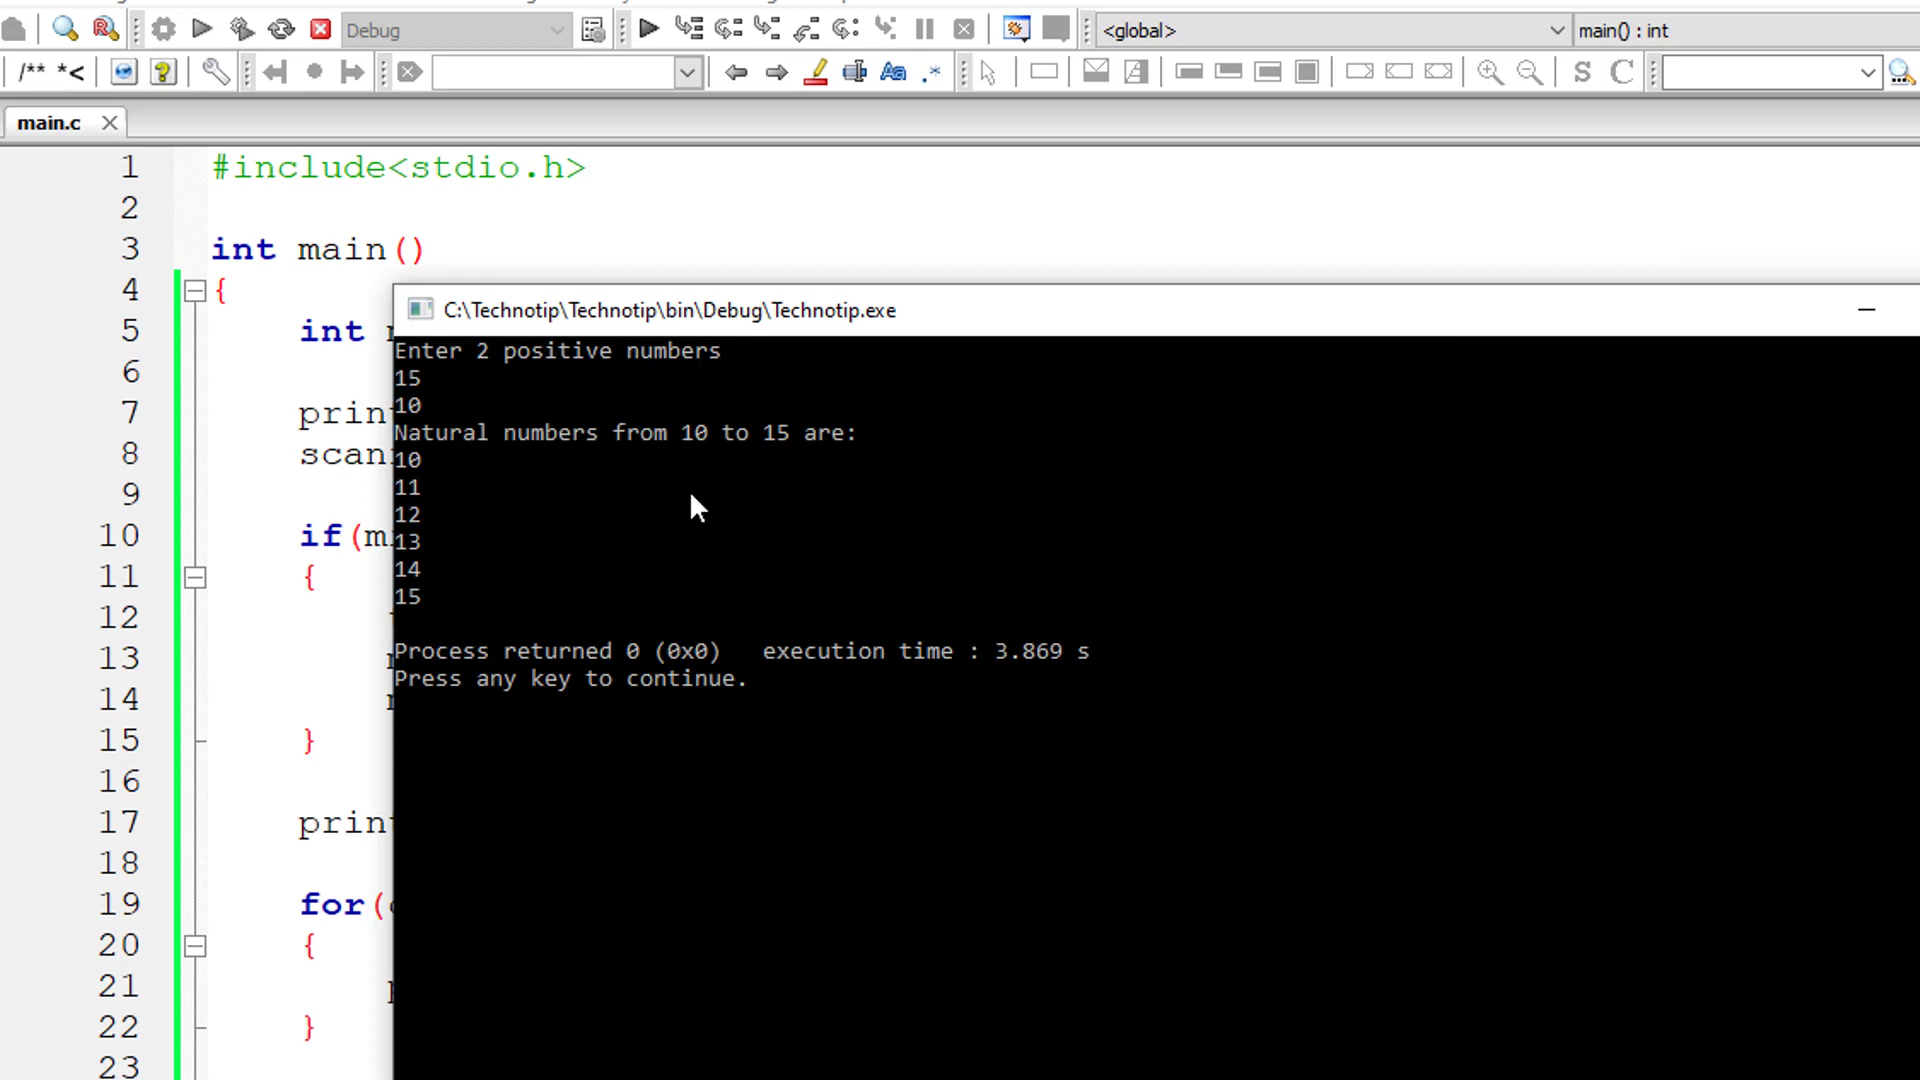 Debug
<global>
main() : int
/** *<
Aa
.*
S
C
main.c
1 #include<stdio.h>
2
3 int main()
4 {
C:\Technotip\Technotip\bin\Debug\Technotip.exe
5 int
6
7
8
9
10 if(
11 {
12
13
14
15 }
16
17
18
19 for(
20 {
21
22 }
23
Enter 2 positive numbers
15
10
Natural numbers from 10 to 15 are:
10
11
12
13
14
15
Process returned 0 (0x0) execution time : 3.869 s
Press any key to continue.